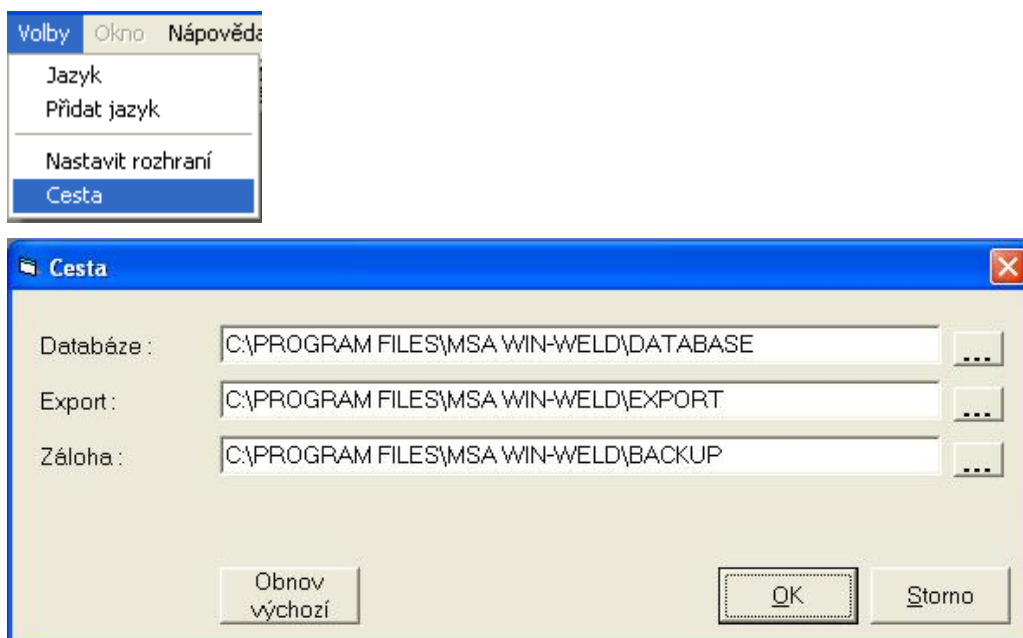 Volby Okno Nápověda
Jazyk
Přidat jazyk
Nastavit rozhraní
Cesta
Cesta
Databáze : C:\PROGRAM FILES\MSA WIN-WELD\DATABASE ...
Export : C:\PROGRAM FILES\MSA WIN-WELD\EXPORT ...
Záloha : C:\PROGRAM FILES\MSA WIN-WELD\BACKUP ...
Obnov
výchozí
OK Storno